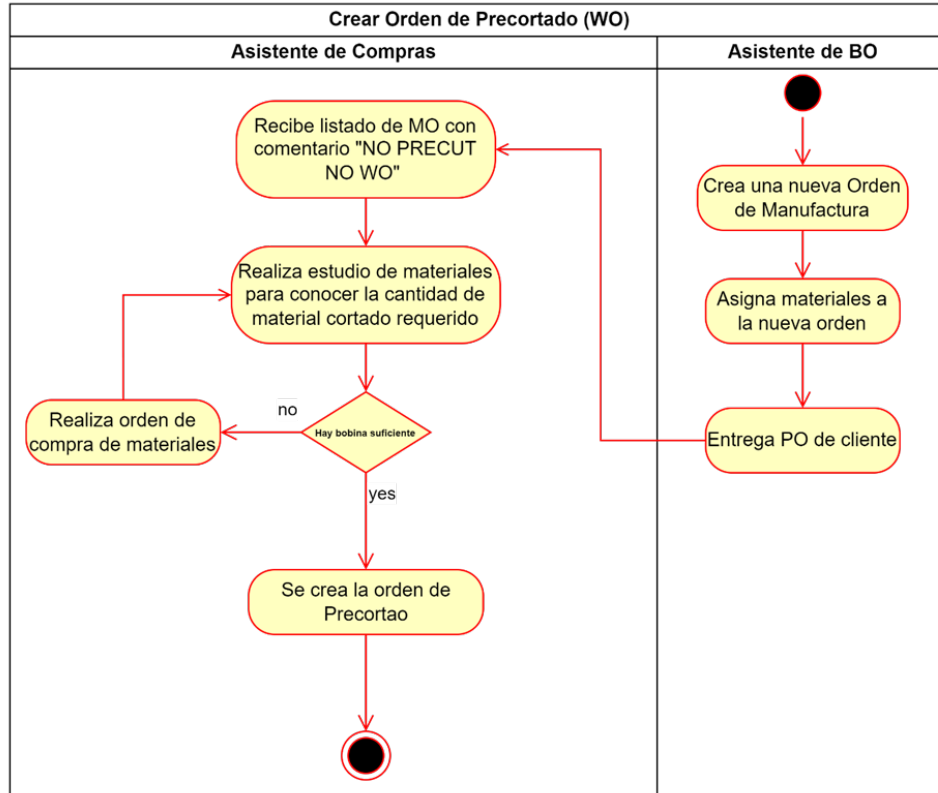 Crear Orden de Precortado (WO)
Asistente de Compras
Asistente de BO
Recibe listado de MO con
comentario "NO PRECUT
NO WO"
Realiza estudio de materiales
para conocer la cantidad de
material cortado requerido
no
Hay bobina suficiente
Realiza orden de
compra de materiales
yes
Se crea la orden de
Precortao
Crea una nueva Orden
de Manufactura
Asigna materiales a
la nueva orden
Entrega PO de cliente